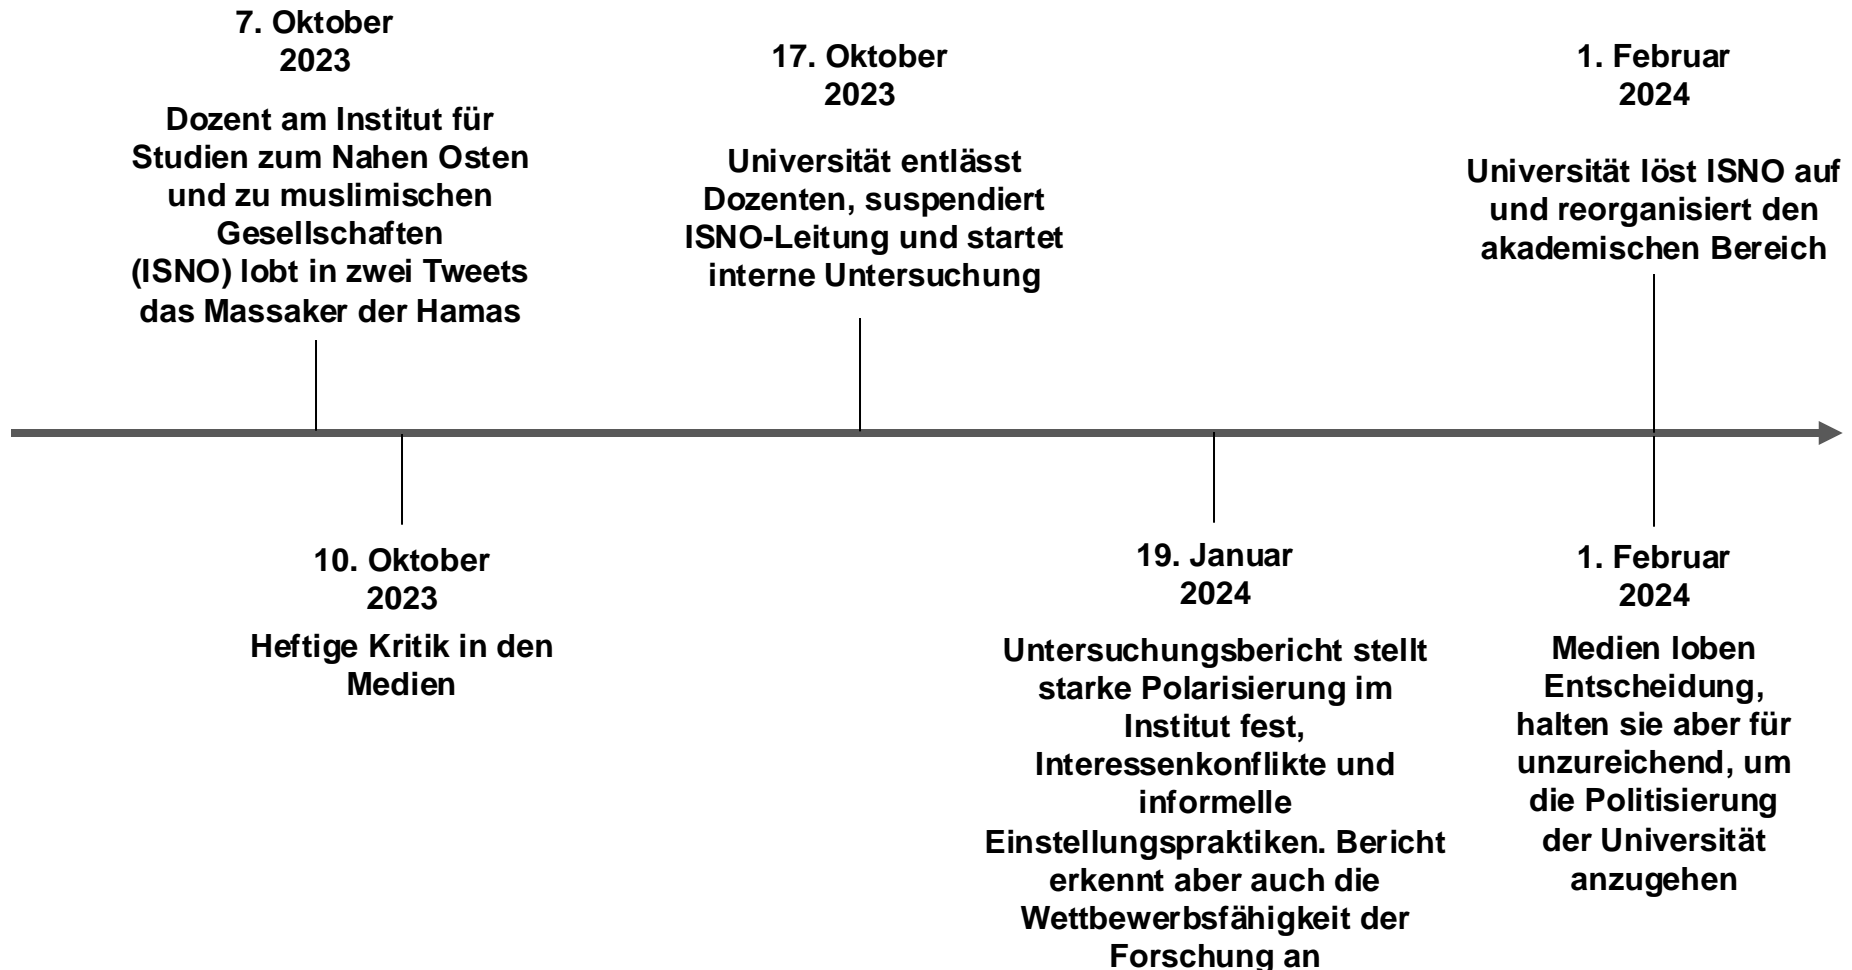 7. Oktober
2023
Dozent am Institut für
Studien zum Nahen Osten
und zu muslimischen
Gesellschaften
(ISNO) lobt in zwei Tweets
das Massaker der Hamas
10. Oktober
2023
Heftige Kritik in den
Medien
17. Oktober
2023
Universität entlässt
Dozenten, suspendiert
ISNO-Leitung und startet
interne Untersuchung
19. Januar
2024
Untersuchungsbericht stellt
starke Polarisierung im
Institut fest,
Interessenkonflikte und
informelle
Einstellungspraktiken. Bericht
erkennt aber auch die
Wettbewerbsfähigkeit der
Forschung an
1. Februar
2024
Universität löst ISNO auf
und reorganisiert den
akademischen Bereich
1. Februar
2024
Medien loben
Entscheidung,
halten sie aber für
unzureichend, um
die Politisierung
der Universität
anzugehen